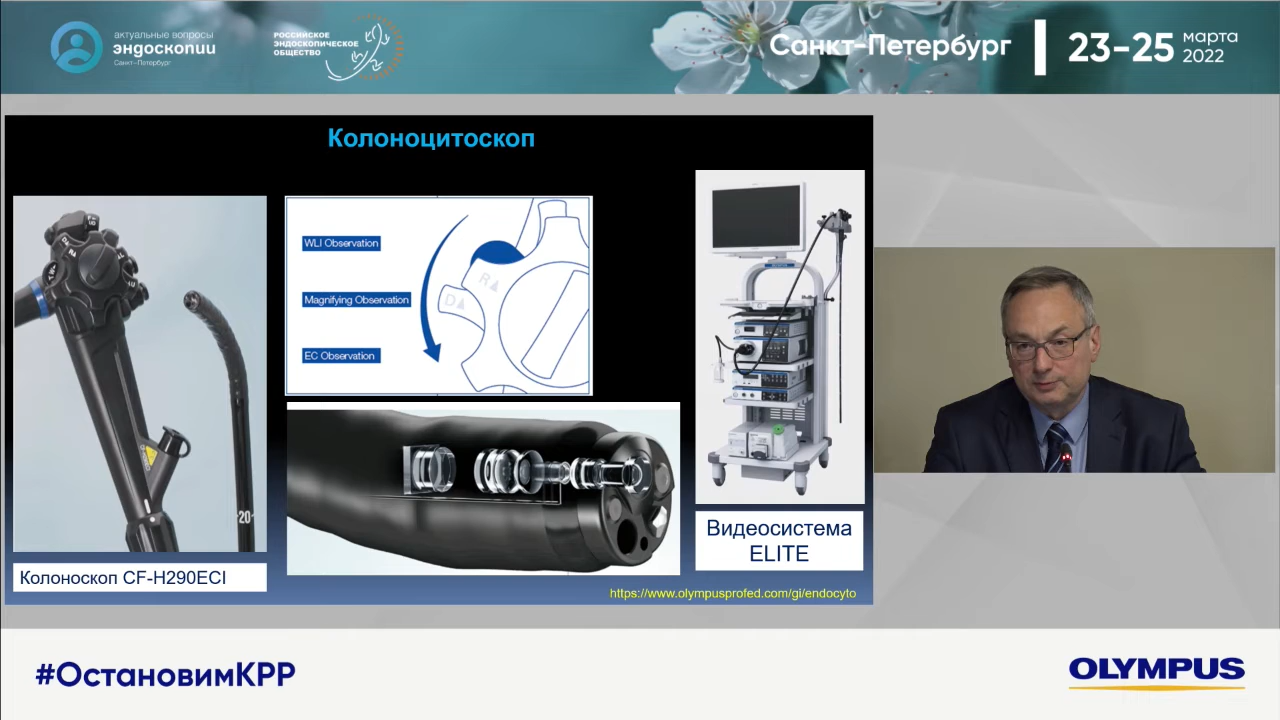 актуальные вопросы
эндоскопии
Санкт-Петербург
РОССИЙСКОЕ
ЭНДОСКОПИЧЕСКОЕ
ОБЩЕСТВО
Санкт-Петербург
23-25
марта
2022
Колоноцитоскоп
WLI Observation
Magnifying Observation
EC Observation
R▲
D▲
20
Колоноскоп CF-H290ECI
Видеосистема
ELITE
https://www.olympusprofed.com/gi/endocyto
#ОстановимКРР
OLYMPUS